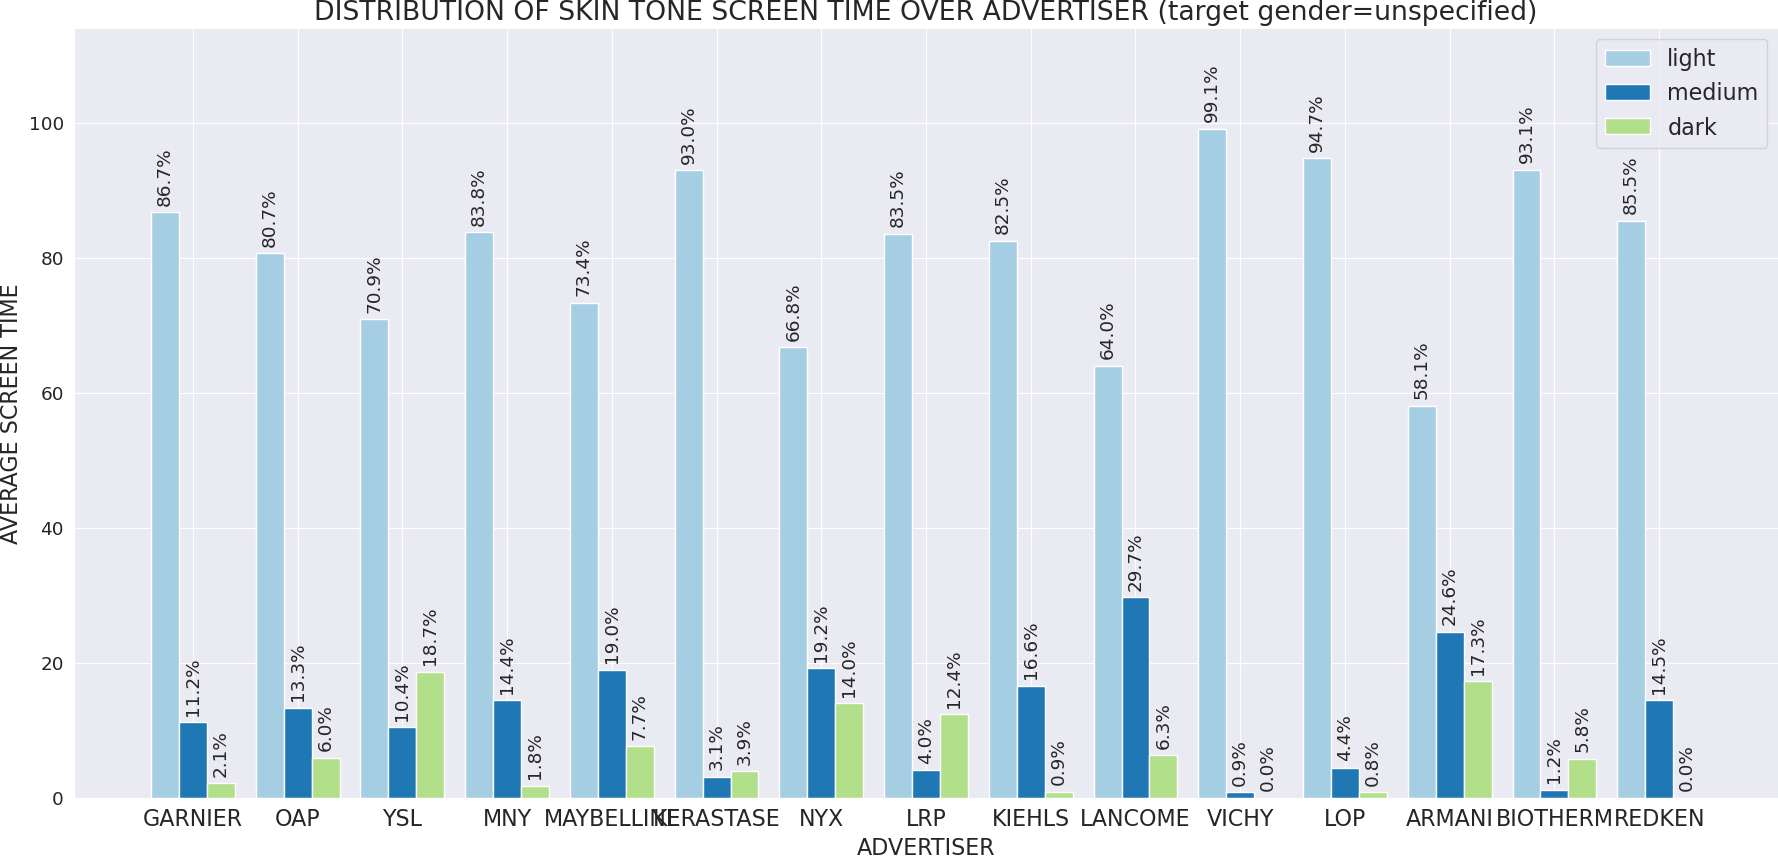 DISTRIBUTION OF SKIN TONE SCREEN TIME OVER ADVERTISER (target gender=unspecified)
light
medium
dark
AVERAGE SCREEN TIME
100
80
60
40
20
0
86.7% 11.2% 2.1%
80.7% 13.3% 6.0%
70.9% 10.4% 18.7%
83.8% 14.4% 1.8%
73.4% 19.0% 7.7%
93.0% 3.1% 3.9%
66.8% 19.2% 14.0%
83.5% 4.0% 12.4%
82.5% 16.6% 0.9%
64.0% 29.7% 6.3%
99.1% 0.9% 0.0%
94.7% 4.4% 0.8%
58.1% 24.6% 17.3%
93.1% 1.2% 5.8%
85.5% 14.5% 0.0%
GARNIER OAP YSL MNY MAYBELLINE KERASTASE NYX LRP KIEHLS LANCOME VICHY LOP ARMANI BIOTHERM REDKEN
ADVERTISER